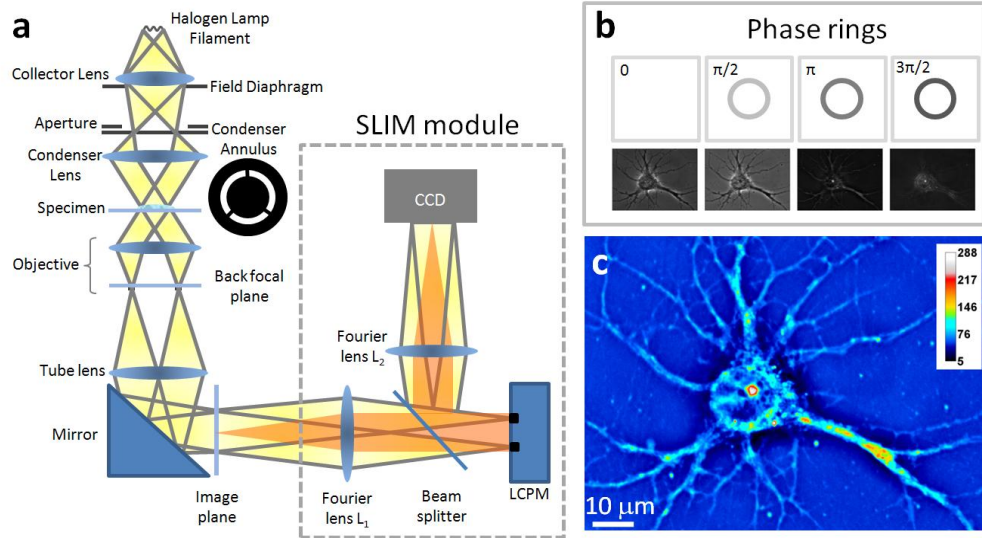 a
Halogen Lamp
Filament
Collector Lens
Field Diaphragm
Aperture
Condenser
Annulus
Condenser
Lens
Specimen
Objective
Back focal
plane
Tube lens
Mirror
Image
plane
SLIM module
CCD
Fourier
lens L₂
Fourier
lens L₁
Beam
splitter
LCPM
b
Phase rings
0
π/2
π
3π/2
c
288
217
146
76
5
10 μm